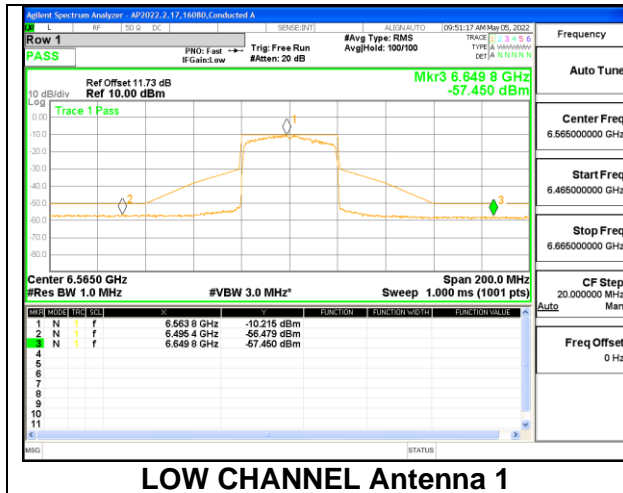 Agilent Spectrum Analyzer - AP2022.2.17,16080,Conducted A
L RF 50 Ω DC SENSE:INT ALIGN AUTO 09:51:17 AM May 05, 2022
Row 1
PASS
PNO: Fast
IFGain:Low
Trig: Free Run
#Atten: 20 dB
#Avg Type: RMS
Avg|Hold: 100/100
TRACE 1 2 3 4 5 6
TYPE A WWWWW
DET A N N N N N
Ref Offset 11.73 dB
10 dB/div Ref 10.00 dBm
Log
Mkr3 6.649 8 GHz
-57.450 dBm
Trace 1 Pass
0.00
-10.0
-20.0
-30.0
-40.0
-50.0
-60.0
-70.0
-80.0
1
2
3
Center 6.5650 GHz Span 200.0 MHz
#Res BW 1.0 MHz #VBW 3.0 MHz* Sweep 1.000 ms (1001 pts)
MKR MODE TRC SCL X Y FUNCTION FUNCTION WIDTH FUNCTION VALUE
1 N 1 f 6.563 8 GHz -10.215 dBm
2 N 1 f 6.495 4 GHz -56.479 dBm
3 N 1 f 6.649 8 GHz -57.450 dBm
4
5
6
7
8
9
10
11
MSG STATUS
Frequency
Auto Tune
Center Freq
6.565000000 GHz
Start Freq
6.465000000 GHz
Stop Freq
6.665000000 GHz
CF Step
20.000000 MHz
Auto Man
Freq Offset
0 Hz
LOW CHANNEL Antenna 1